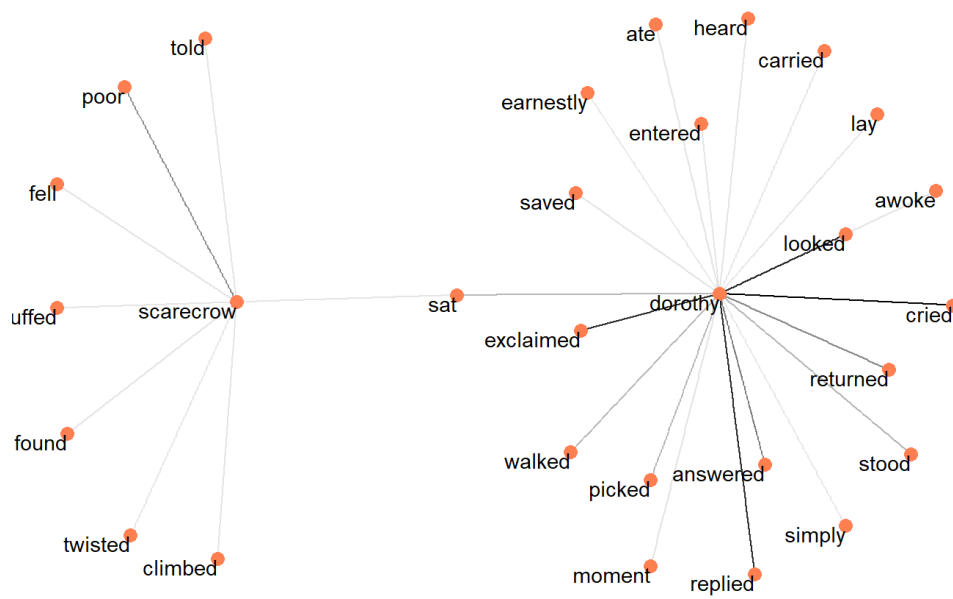 ate
heard
told
carried
poor
earnestly
entered
lay
fell
saved
awoke
looked
uffed
scarecrow
sat
dorothy
cried
exclaimed
returned
found
walked
stood
picked
answered
twisted
simply
climbed
moment
replied